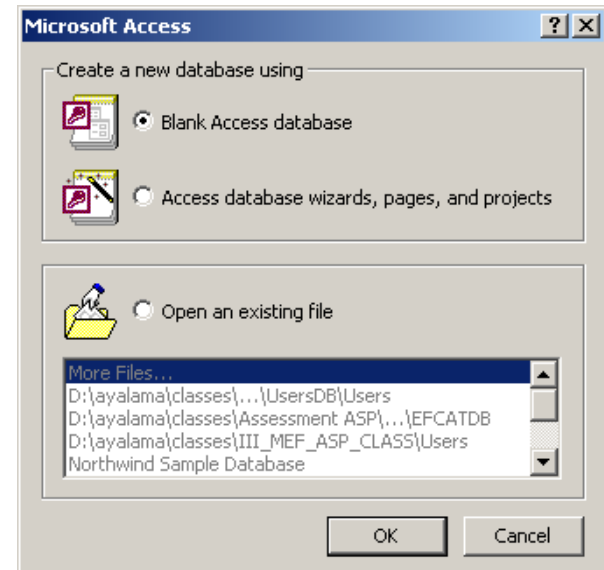 Microsoft Access
Create a new database using
Blank Access database
Access database wizards, pages, and projects
Open an existing file
More Files...
D:\ayalama\classes\...\UsersDB\Users
D:\ayalama\classes\Assessment ASP\...\EFCATDB
D:\ayalama\classes\III_MEF_ASP_CLASS\Users
Northwind Sample Database
OK Cancel